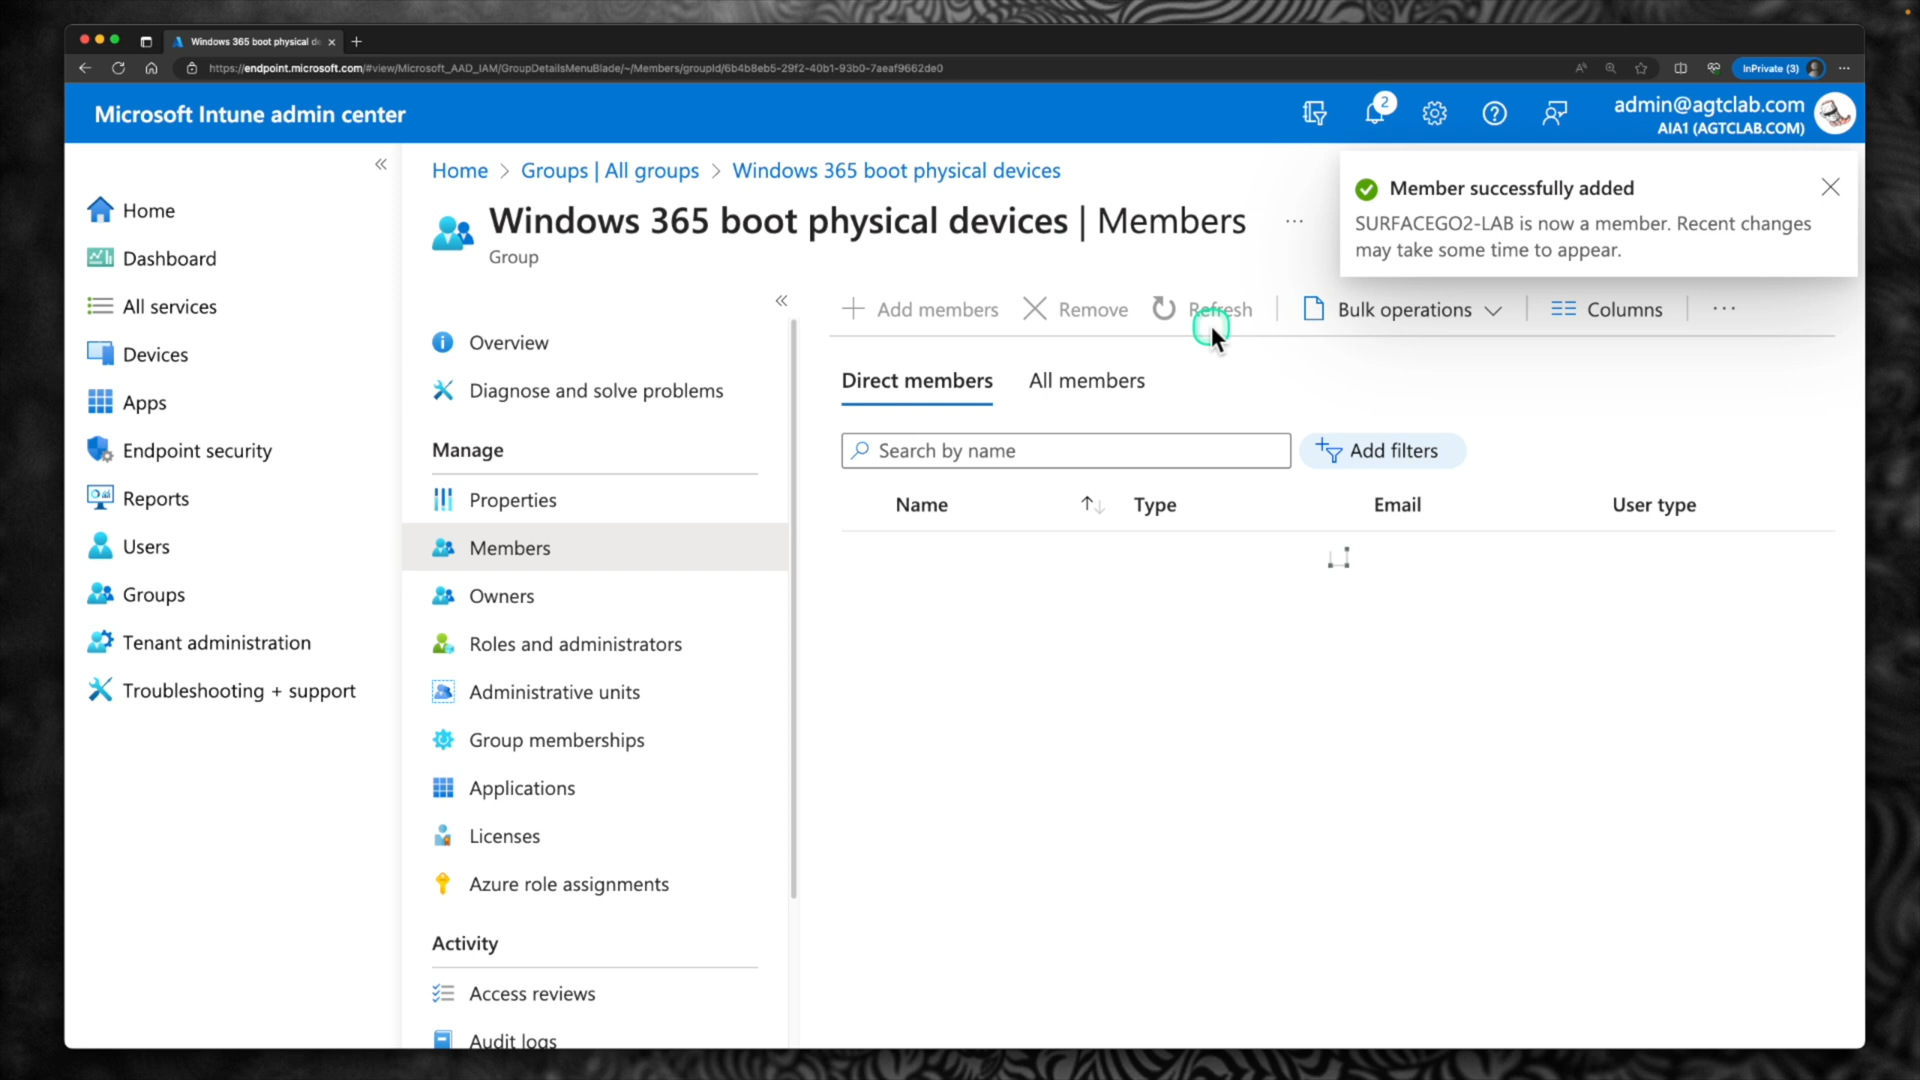 Windows 365 boot physical de
https://endpoint.microsoft.com/#view/Microsoft_AAD_IAM/GroupDetailsMenuBlade/~/Members/groupId/6b4b8eb5-29f2-40b1-93b0-7aeaf9662de0
InPrivate (3)
Microsoft Intune admin center
2
admin@agtclab.com
AIA1 (AGTCLAB.COM)
Home > Groups | All groups > Windows 365 boot physical devices
Windows 365 boot physical devices | Members
Group
Member successfully added
SURFACEGO2-LAB is now a member. Recent changes
may take some time to appear.
Home
Dashboard
All services
Devices
Apps
Endpoint security
Reports
Users
Groups
Tenant administration
Troubleshooting + support
Overview
Diagnose and solve problems
Manage
Properties
Members
Owners
Roles and administrators
Administrative units
Group memberships
Applications
Licenses
Azure role assignments
Activity
Access reviews
Audit logs
Add members Remove Refresh Bulk operations Columns
Direct members All members
Search by name Add filters
Name Type Email User type